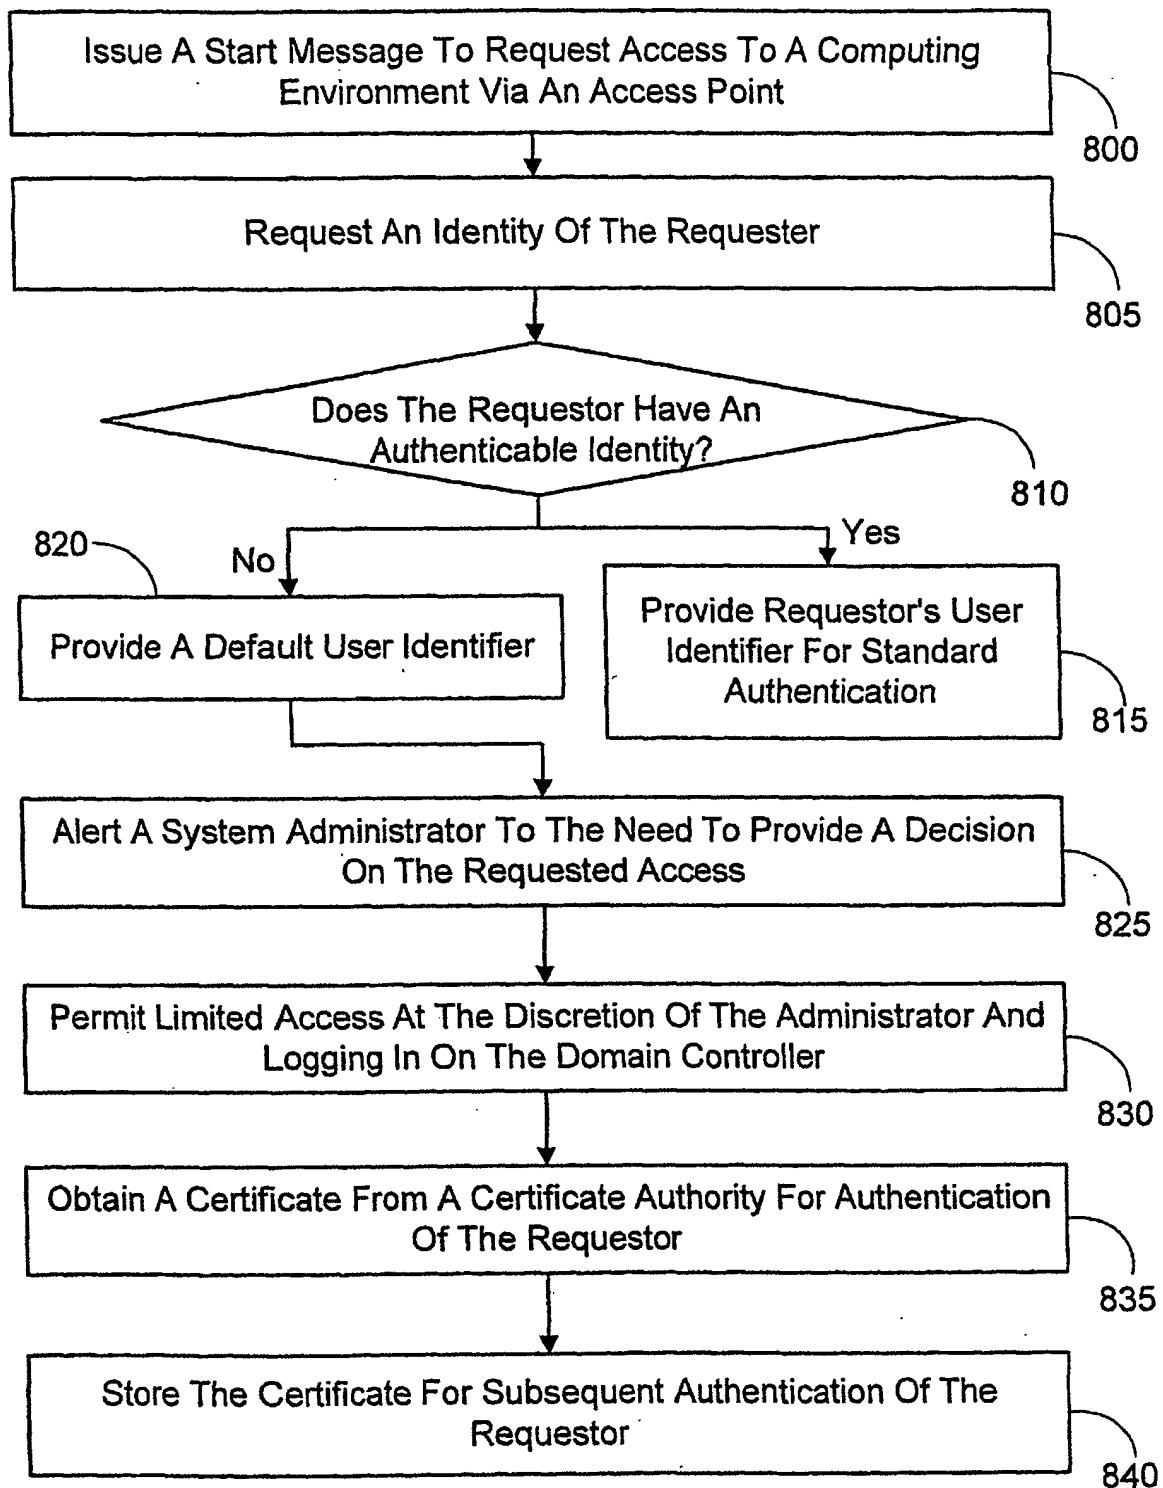 Issue A Start Message To Request Access To A Computing
Environment Via An Access Point
800
Request An Identity Of The Requester
805
Does The Requestor Have An
Authenticable Identity?
810
820
No
Yes
Provide A Default User Identifier
Provide Requestor's User
Identifier For Standard
Authentication
815
Alert A System Administrator To The Need To Provide A Decision
On The Requested Access
825
Permit Limited Access At The Discretion Of The Administrator And
Logging In On The Domain Controller
830
Obtain A Certificate From A Certificate Authority For Authentication
Of The Requestor
835
Store The Certificate For Subsequent Authentication Of The
Requestor
840